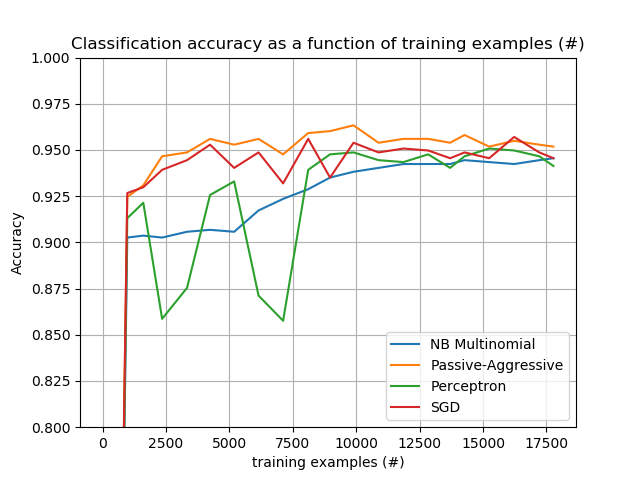 Classification accuracy as a function of training examples (#)
1.000
0.975
0.950
0.925
0.900
0.875
0.850
0.825
0.800
Accuracy
NB Multinomial
Passive-Aggressive
Perceptron
SGD
0 2500 5000 7500 10000 12500 15000 17500
training examples (#)